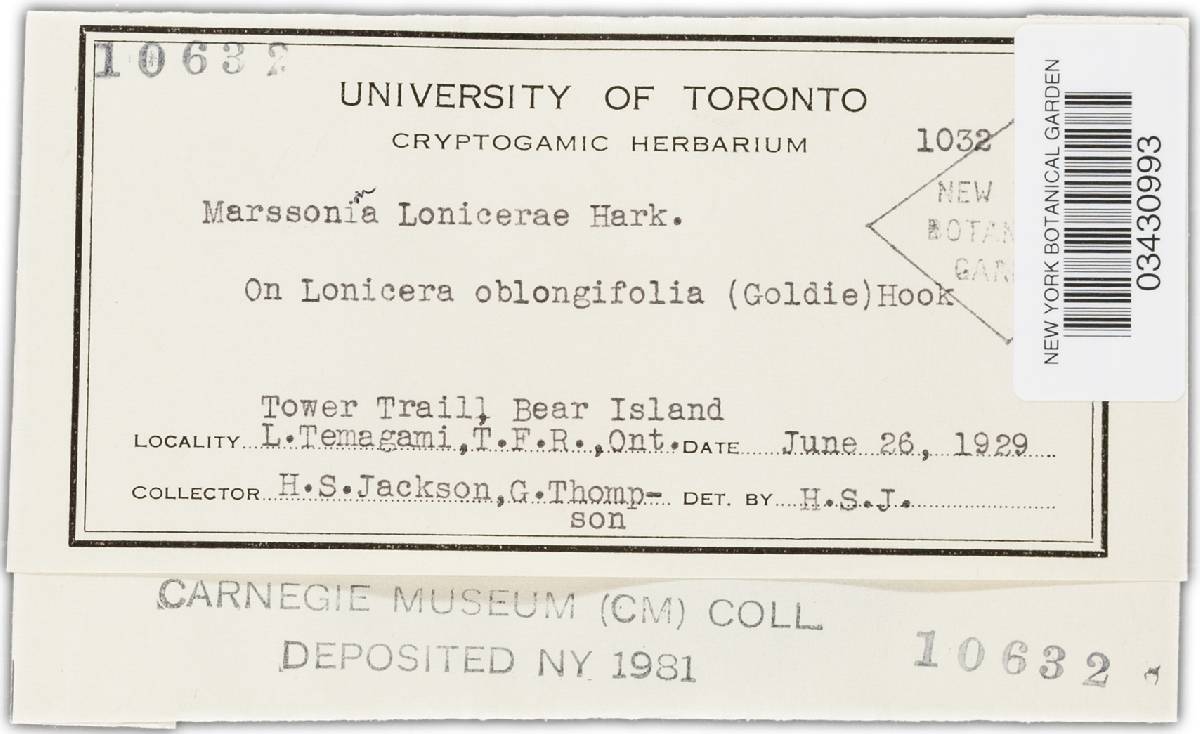 10632
UNIVERSITY OF TORONTO
CRYPTOGAMIC HERBARIUM
1032
NEW
BOTAN
GAR
Marssonina Lonicerae Hark.
On Lonicera oblongifolia (Goldie)Hook
Tower Trail, Bear Island
LOCALITY L.Temagami,T.F.R.,Ont. DATE June 26, 1929
COLLECTOR H.S.Jackson,G.Thomp- DET. BY H.S.J.
son
NEW YORK BOTANICAL GARDEN
03430993
CARNEGIE MUSEUM (CM) COLL.
DEPOSITED NY 1981
10632